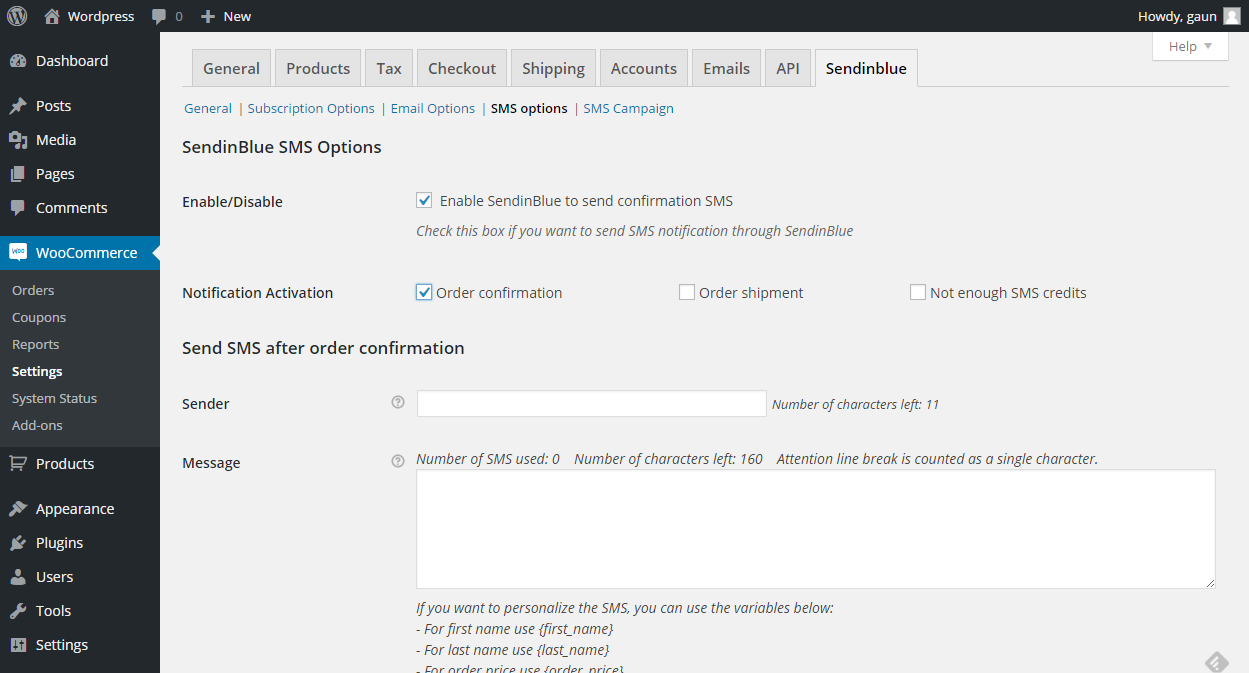 Wordpress 0 New Howdy, gaun
Help
Dashboard
Posts
Media
Pages
Comments
WooCommerce
Orders
Coupons
Reports
Settings
System Status
Add-ons
Products
Appearance
Plugins
Users
Tools
Settings
General Products Tax Checkout Shipping Accounts Emails API Sendinblue
General | Subscription Options | Email Options | SMS options | SMS Campaign
SendinBlue SMS Options
Enable/Disable Enable SendinBlue to send confirmation SMS
Check this box if you want to send SMS notification through SendinBlue
Notification Activation Order confirmation Order shipment Not enough SMS credits
Send SMS after order confirmation
Sender ? Number of characters left: 11
Message ? Number of SMS used: 0 Number of characters left: 160 Attention line break is counted as a single character.
If you want to personalize the SMS, you can use the variables below:
- For first name use {first_name}
- For last name use {last_name}
- For order price use {order_price}